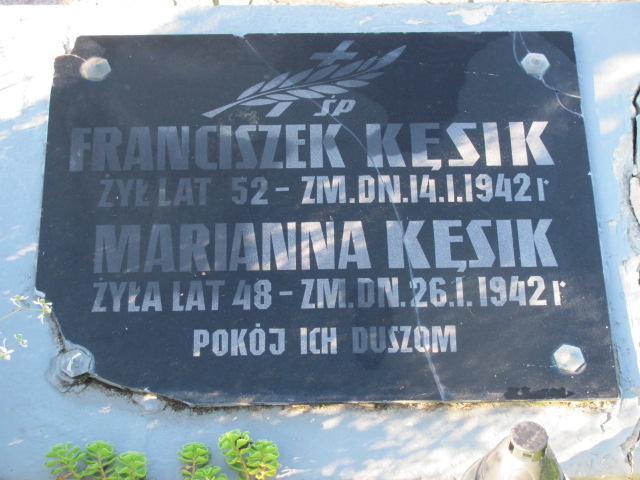 ŚP
FRANCISZEK KĘSIK
ŻYŁ LAT 52 - ZM. DN. 14.I.1942 r
MARIANNA KĘSIK
ŻYŁA LAT 48 - ZM. DN. 26.I.1942 r
POKÓJ ICH DUSZOM